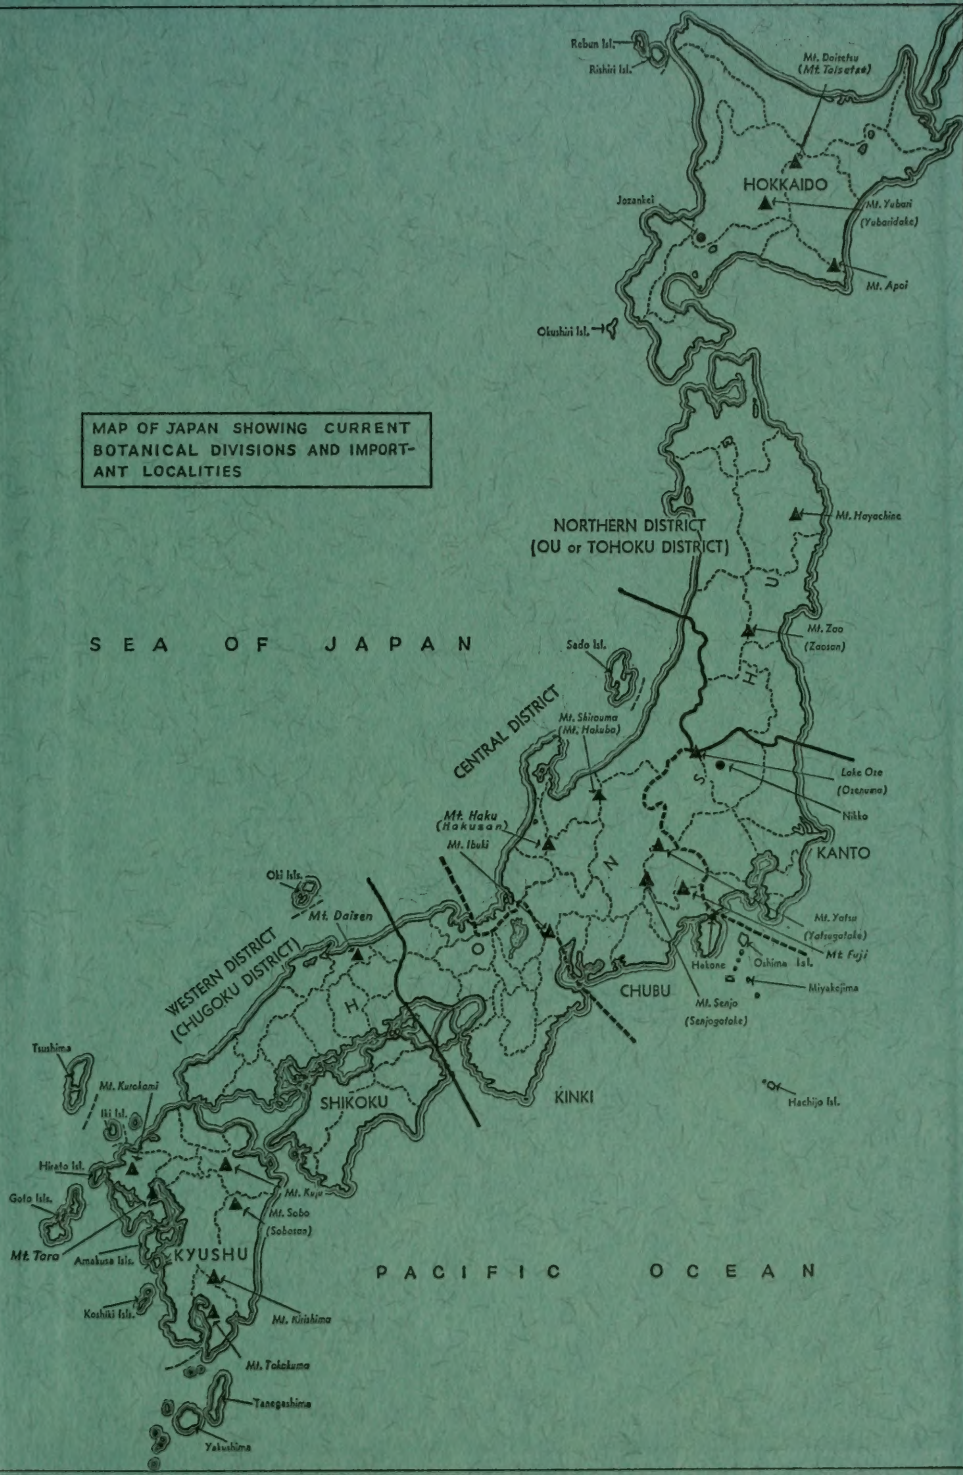 Rebun Isl.
Rishiri Isl.
Mt. Daisetsu
(Mt. Taisetsu)
HOKKAIDO
Jozankei
Mt. Yubari
(Yubaridake)
Mt. Apoi
Okushiri Isl.
MAP OF JAPAN SHOWING CURRENT
BOTANICAL DIVISIONS AND IMPORT-
ANT LOCALITIES
NORTHERN DISTRICT
(OU or TOHOKU DISTRICT)
Mt. Hayachine
SEA OF JAPAN
Mt. Zao
(Zaosan)
Sado Isl.
CENTRAL DISTRICT
Mt. Shirouma
(Mt. Hakuba)
Lake Ose
(Osenuma)
Nikko
Mt. Haku
(Hakusan)
Mt. Ibuki
KANTO
Oki Isls.
Mt. Daisen
WESTERN DISTRICT
(CHUGOKU DISTRICT)
HONSHU
Mt. Yatsu
(Yatsugatake)
Mt Fuji
Hakone
Oshima Isl.
Miyakejima
CHUBU
Mt. Senjo
(Senjogatake)
Tsushima
Mt. Kurokami
Iki Isl.
SHIKOKU
KINKI
Hachijo Isl.
Hirato Isl.
Goto Isls.
Mt. Kuju
Mt. Sobo
(Sobosan)
Mt. Tara
Amakusa Isls.
KYUSHU
PACIFIC OCEAN
Koshiki Isls.
Mt. Kirishima
Mt. Takakuma
Tanegashima
Yakushima